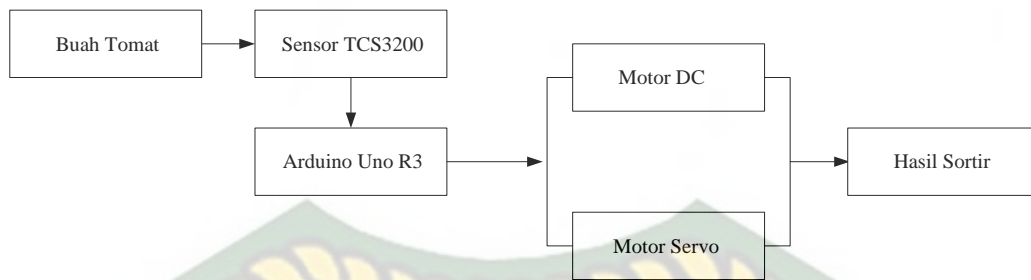 Buah Tomat
Sensor TCS3200
Arduino Uno R3
Motor DC
Motor Servo
Hasil Sortir